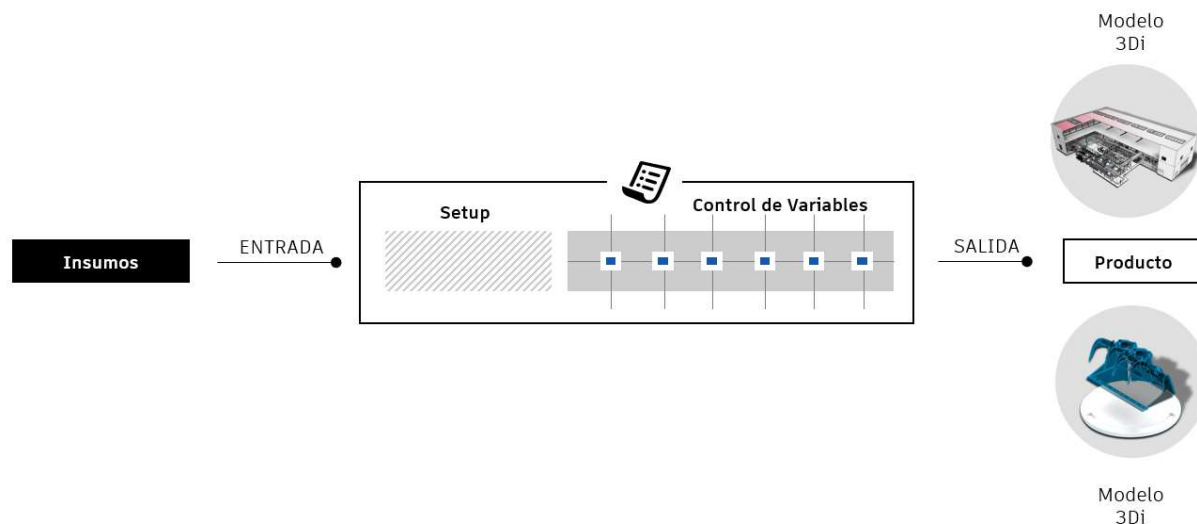 Modelo
3Di
Setup
Control de Variables
Insumos
ENTRADA
SALIDA
Producto
Modelo
3Di